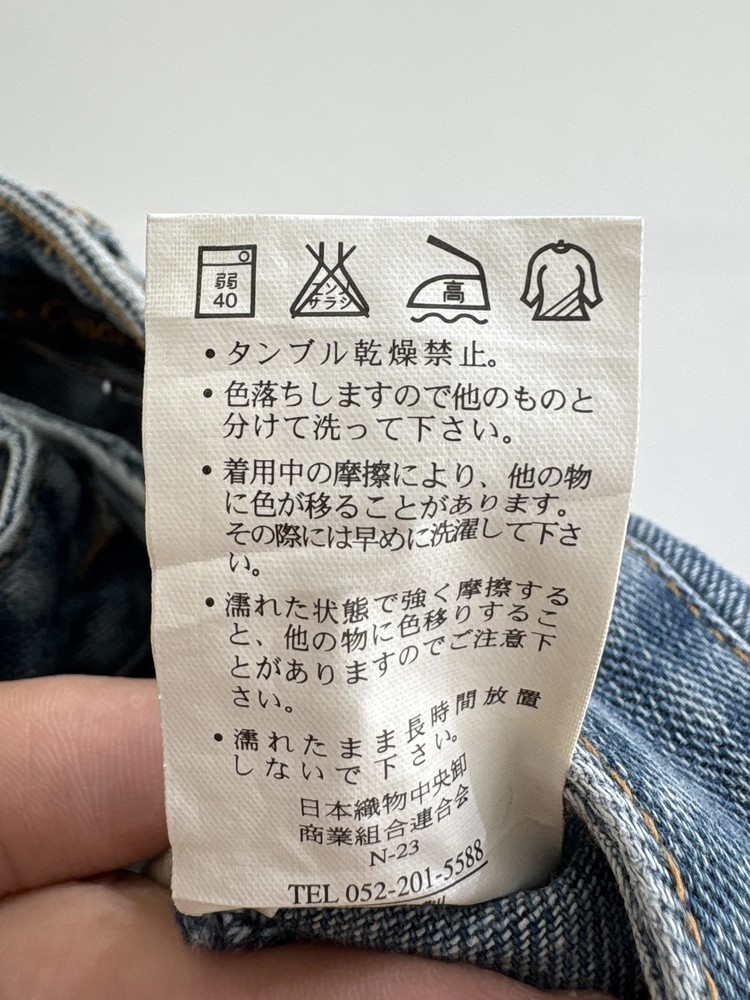 弱
40
エンソ
サラシ
高
・タンブル乾燥禁止。
・色落ちしますので他のものと
分けて洗って下さい。
・着用中の摩擦により、他の物
に色が移ることがあります。
その際には早めに洗濯して下さ
い。
・濡れた状態で強く摩擦する
と、他の物に色移りするこ
とがありますのでご注意下
さい。
・濡れたまま長時間放置
しないで下さい。
日本織物中央卸
商業組合連合会
N-23
TEL 052-201-5588